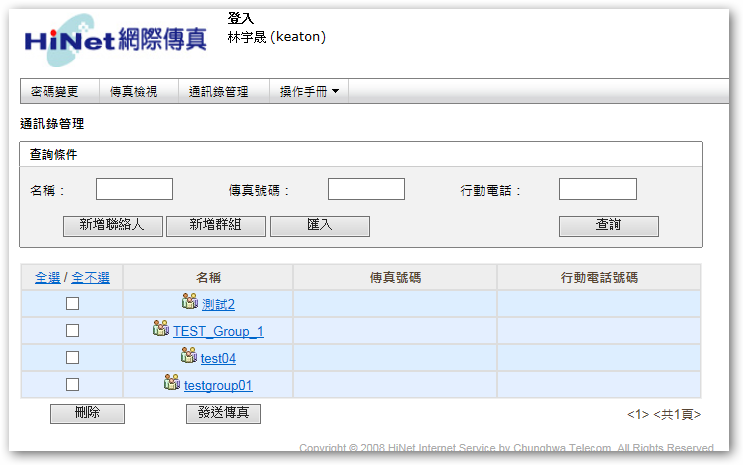 登入
HiNet網際傳真
林宇晟 (keaton)
密碼變更 傳真檢視 通訊錄管理 操作手冊
通訊錄管理
查詢條件
名稱： 傳真號碼： 行動電話：
新增聯絡人 新增群組 匯入 查詢
全選 / 全不選 名稱 傳真號碼 行動電話號碼
測試2
TEST_Group_1
test04
testgroup01
刪除 發送傳真 <1> <共1頁>
Copyright © 2008 HiNet Internet Service by Chunghwa Telecom. All Rights Reserved.